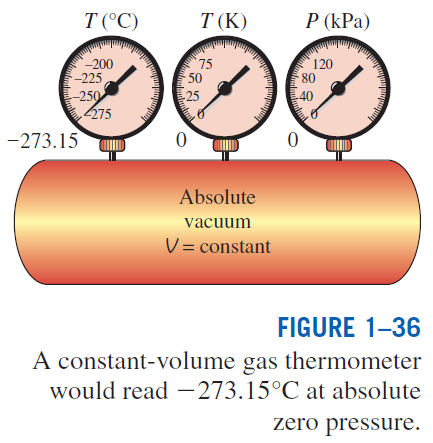 T (°C) T (K) P (kPa)
–200 75 120
–225 50 80
–250 25 40
–275 0 0
–273.15 0 0
Absolute
vacuum
V = constant
FIGURE 1–36
A constant-volume gas thermometer
would read −273.15°C at absolute
zero pressure.